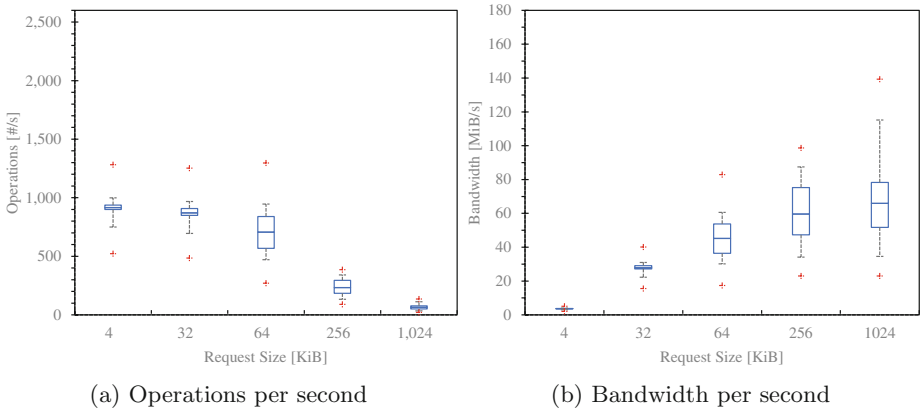 2,500
2,000
1,500
1,000
500
0
Operations [#/s]
4 32 64 256 1,024
Request Size [KiB]
(a) Operations per second
180
160
140
120
100
80
60
40
20
0
Bandwidth [MiB/s]
4 32 64 256 1024
Request Size [KiB]
(b) Bandwidth per second